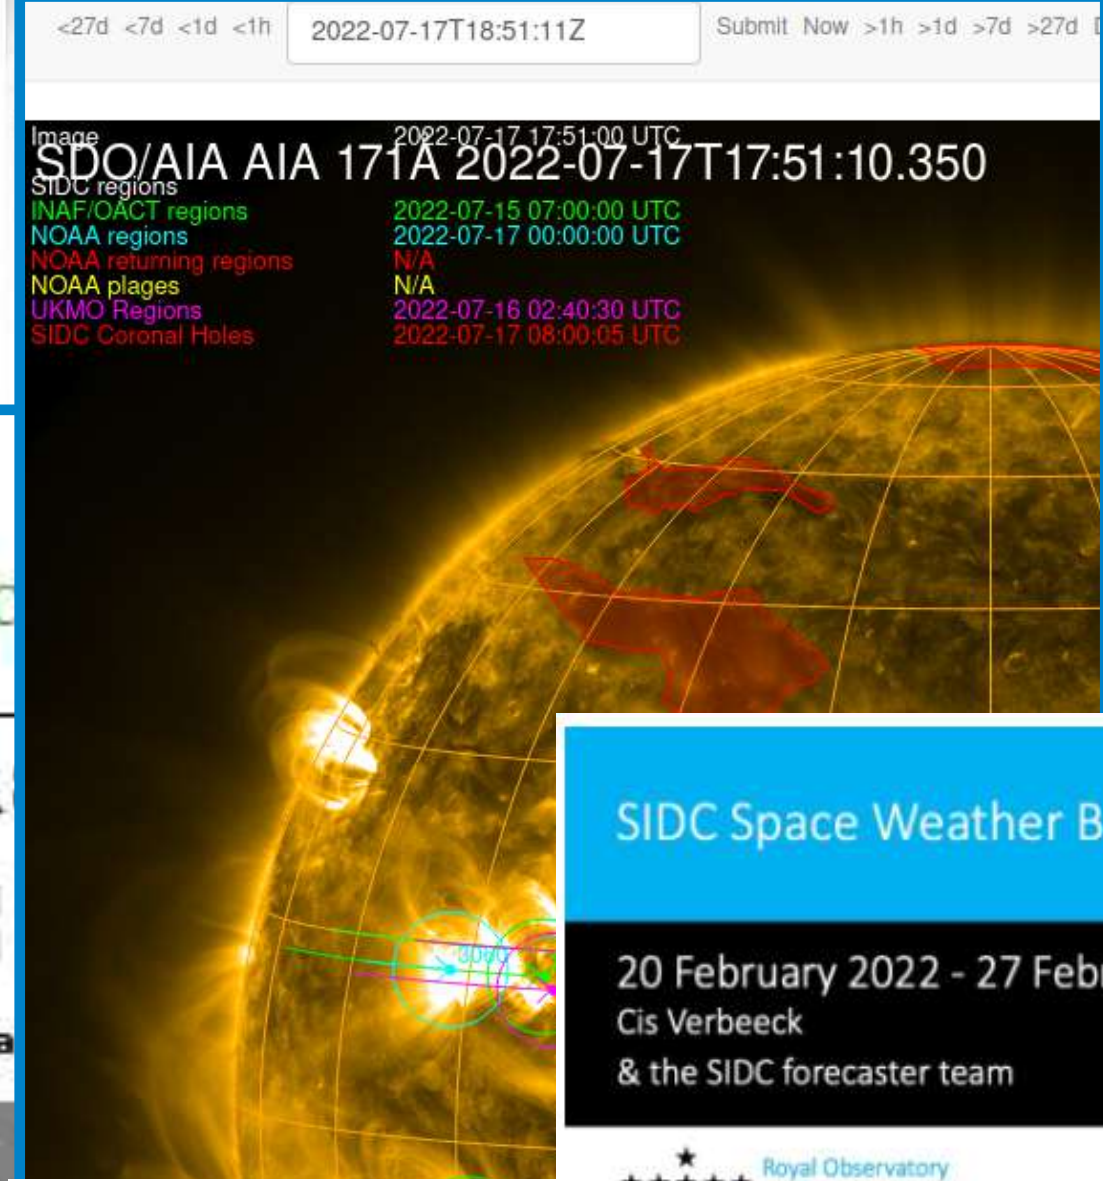 <27d <7d <1d <1h 2022-07-17T18:51:11Z Submit Now >1h >1d >7d >27d
Image 2022-07-17 17:51:00 UTC
SDO/AIA AIA 171A 2022-07-17T17:51:10.350
SIDC regions
INAF/OACT regions 2022-07-15 07:00:00 UTC
NOAA regions 2022-07-17 00:00:00 UTC
NOAA returning regions N/A
NOAA plages N/A
UKMO Regions 2022-07-16 02:40:30 UTC
SIDC Coronal Holes 2022-07-17 08:00:05 UTC
3060
SIDC Space Weather B
20 February 2022 - 27 Feb
Cis Verbeeck
& the SIDC forecaster team
Royal Observatory